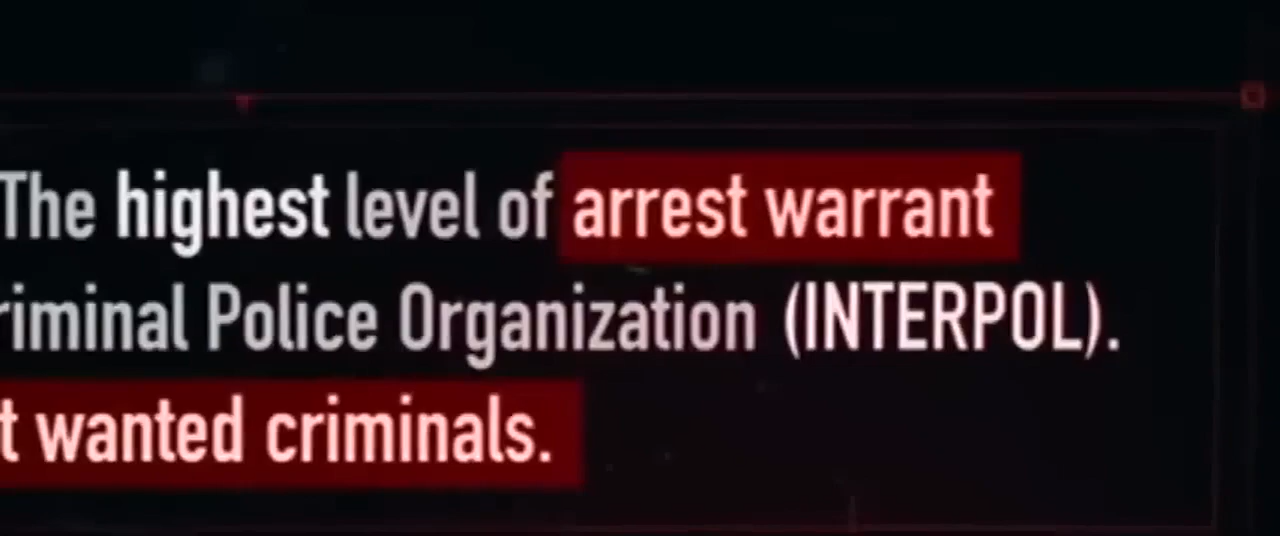 The highest level of arrest warrant
riminal Police Organization (INTERPOL).
t wanted criminals.